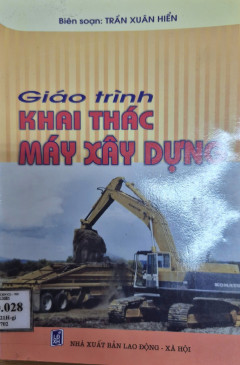 Biên soạn: TRẦN XUÂN HIỂN
Giáo trình
KHAI THÁC
MÁY XÂY DỰNG
.028
NHÀ XUẤT BẢN LAO ĐỘNG - XÃ HỘI